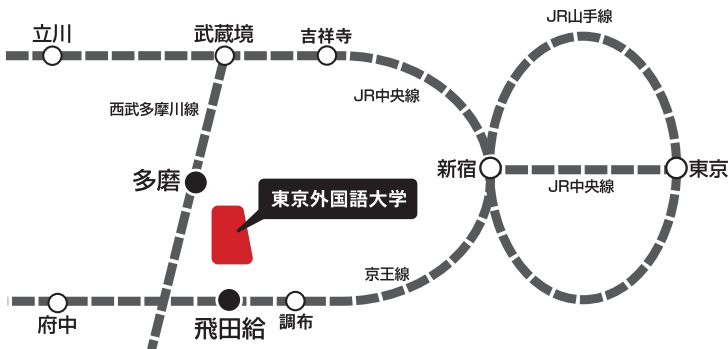 JR山手線
立川
武蔵境
吉祥寺
JR中央線
西武多摩川線
新宿
東京
多磨
JR中央線
東京外国語大学
京王線
府中
飛田給
調布